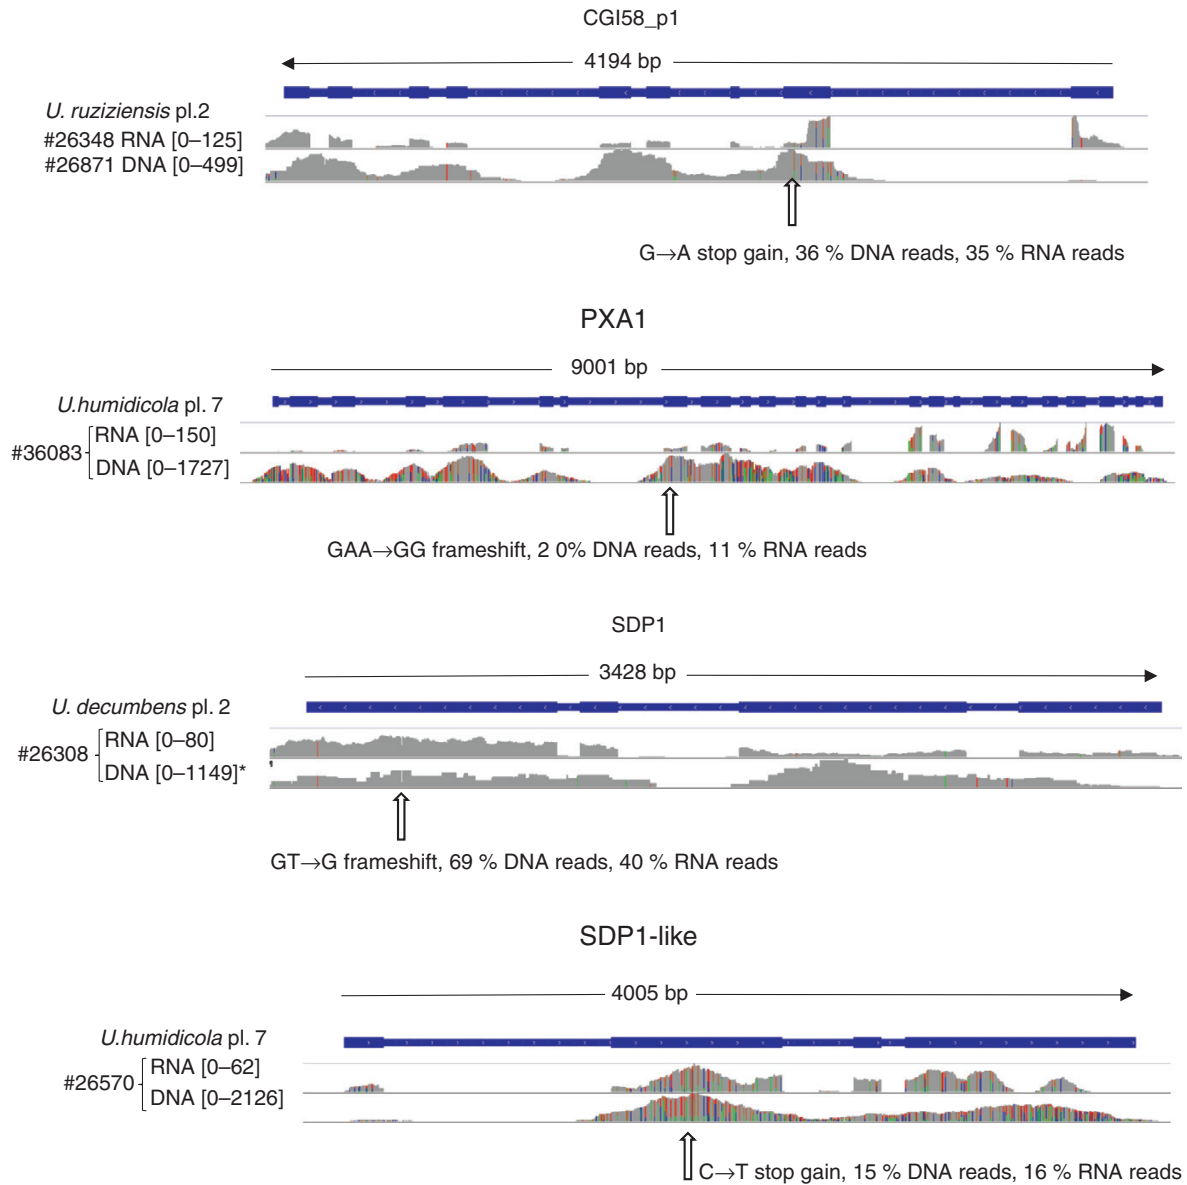 CGI58_p1
4194 bp
U. ruziziensis pl.2
#26348 RNA [0–125]
#26871 DNA [0–499]
G→A stop gain, 36 % DNA reads, 35 % RNA reads
PXA1
9001 bp
U.humidicola pl. 7
RNA [0–150]
#36083
DNA [0–1727]
GAA→GG frameshift, 2 0% DNA reads, 11 % RNA reads
SDP1
3428 bp
U. decumbens pl. 2
RNA [0–80]
#26308
DNA [0–1149]*
GT→G frameshift, 69 % DNA reads, 40 % RNA reads
SDP1-like
4005 bp
U.humidicola pl. 7
RNA [0–62]
#26570
DNA [0–2126]
C→T stop gain, 15 % DNA reads, 16 % RNA reads